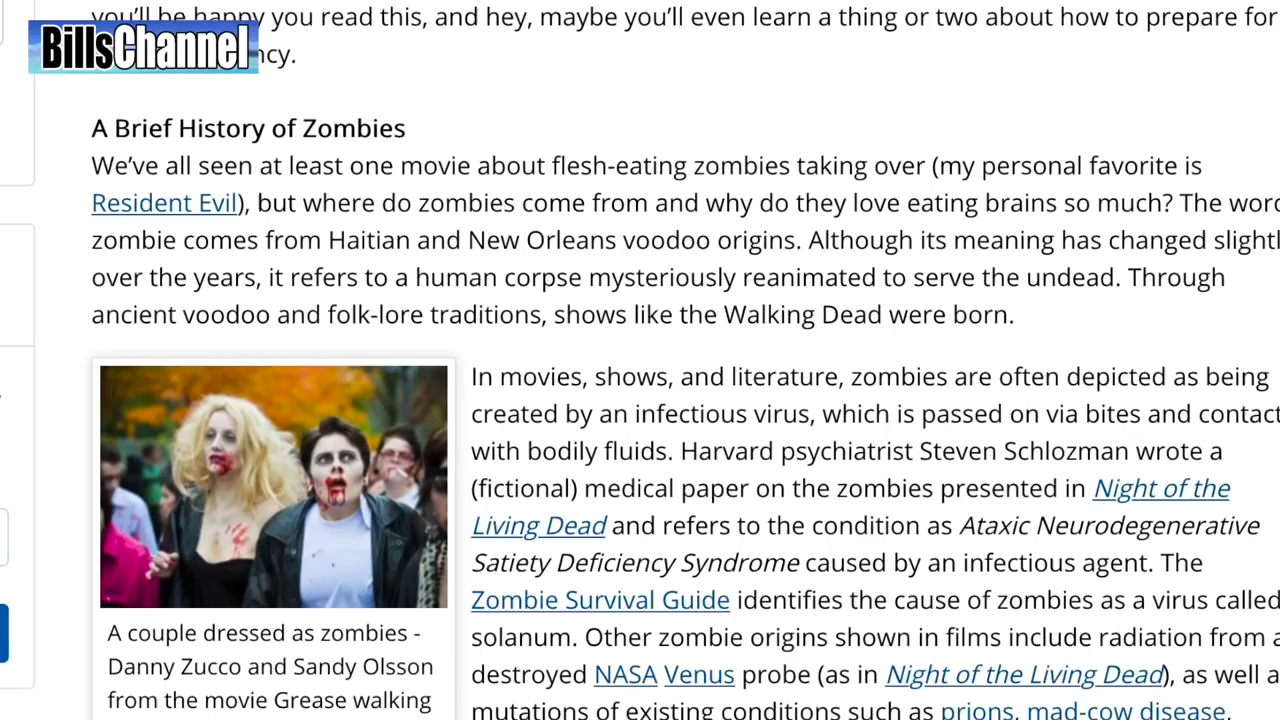 you’ll be happy you read this, and hey, maybe you’ll even learn a thing or two about how to prepare for
BillsChannel
A Brief History of Zombies
We’ve all seen at least one movie about flesh-eating zombies taking over (my personal favorite is
Resident Evil), but where do zombies come from and why do they love eating brains so much? The word
zombie comes from Haitian and New Orleans voodoo origins. Although its meaning has changed slightl
over the years, it refers to a human corpse mysteriously reanimated to serve the undead. Through
ancient voodoo and folk-lore traditions, shows like the Walking Dead were born.
In movies, shows, and literature, zombies are often depicted as being
created by an infectious virus, which is passed on via bites and contact
with bodily fluids. Harvard psychiatrist Steven Schlozman wrote a
(fictional) medical paper on the zombies presented in Night of the
Living Dead and refers to the condition as Ataxic Neurodegenerative
Satiety Deficiency Syndrome caused by an infectious agent. The
Zombie Survival Guide identifies the cause of zombies as a virus called
solanum. Other zombie origins shown in films include radiation from a
destroyed NASA Venus probe (as in Night of the Living Dead), as well a
mutations of existing conditions such as prions, mad-cow disease,
A couple dressed as zombies -
Danny Zucco and Sandy Olsson
from the movie Grease walking